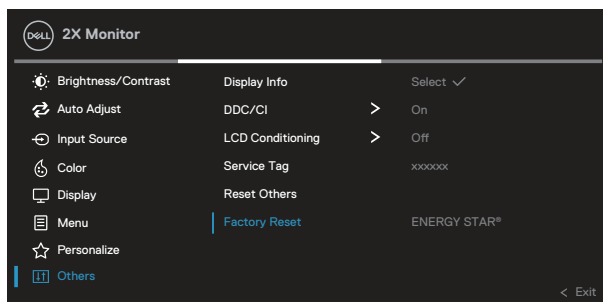 DELL 2X Monitor
Brightness/Contrast Display Info Select ✓
Auto Adjust DDC/CI > On
Input Source LCD Conditioning > Off
Color Service Tag xxxxxx
Display Reset Others
Menu Factory Reset ENERGY STAR®
Personalize
Others
< Exit